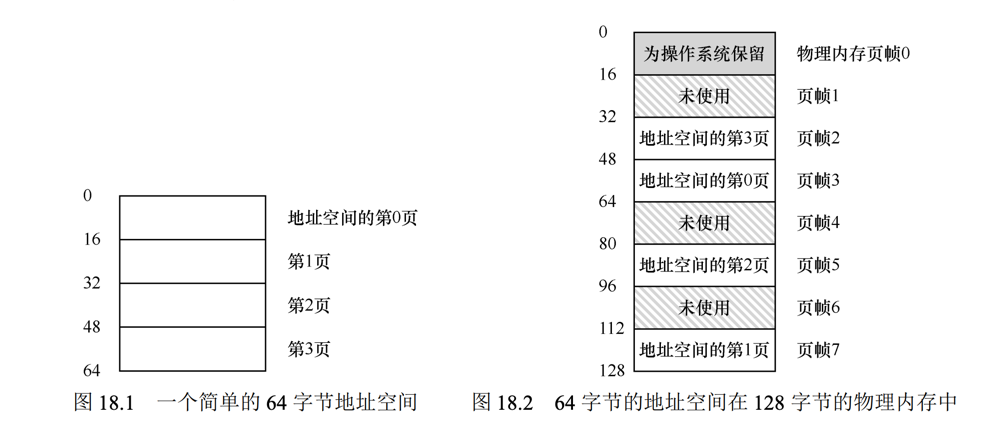 0
地址空间的第0页
16
第1页
32
第2页
48
第3页
64
图 18.1 一个简单的 64 字节地址空间
0
为操作系统保留 物理内存页帧0
16
未使用 页帧1
32
地址空间的第3页 页帧2
48
地址空间的第0页 页帧3
64
未使用 页帧4
80
地址空间的第2页 页帧5
96
未使用 页帧6
112
地址空间的第1页 页帧7
128
图 18.2 64 字节的地址空间在 128 字节的物理内存中